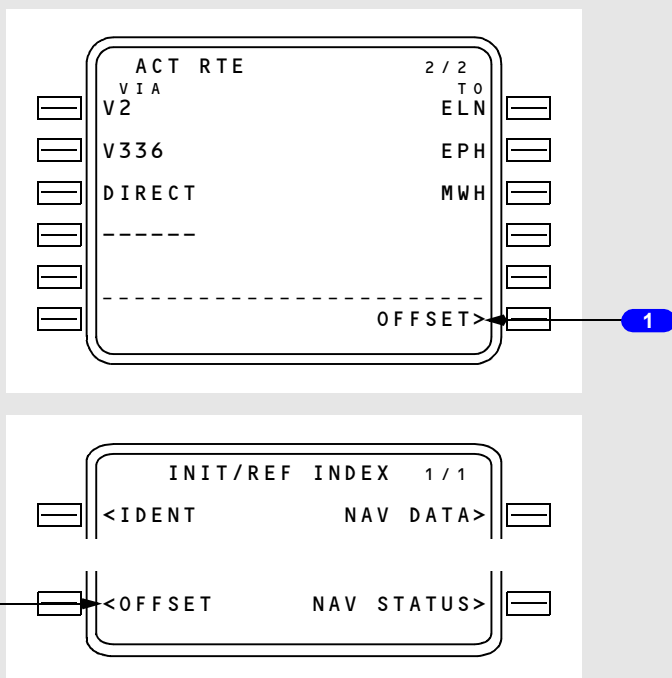 ACT RTE 2/2
VIA TO
V2 ELN
V336 EPH
DIRECT MWH
------
------------------------
OFFSET>
1
INIT/REF INDEX 1/1
<IDENT NAV DATA>
<OFFSET NAV STATUS>